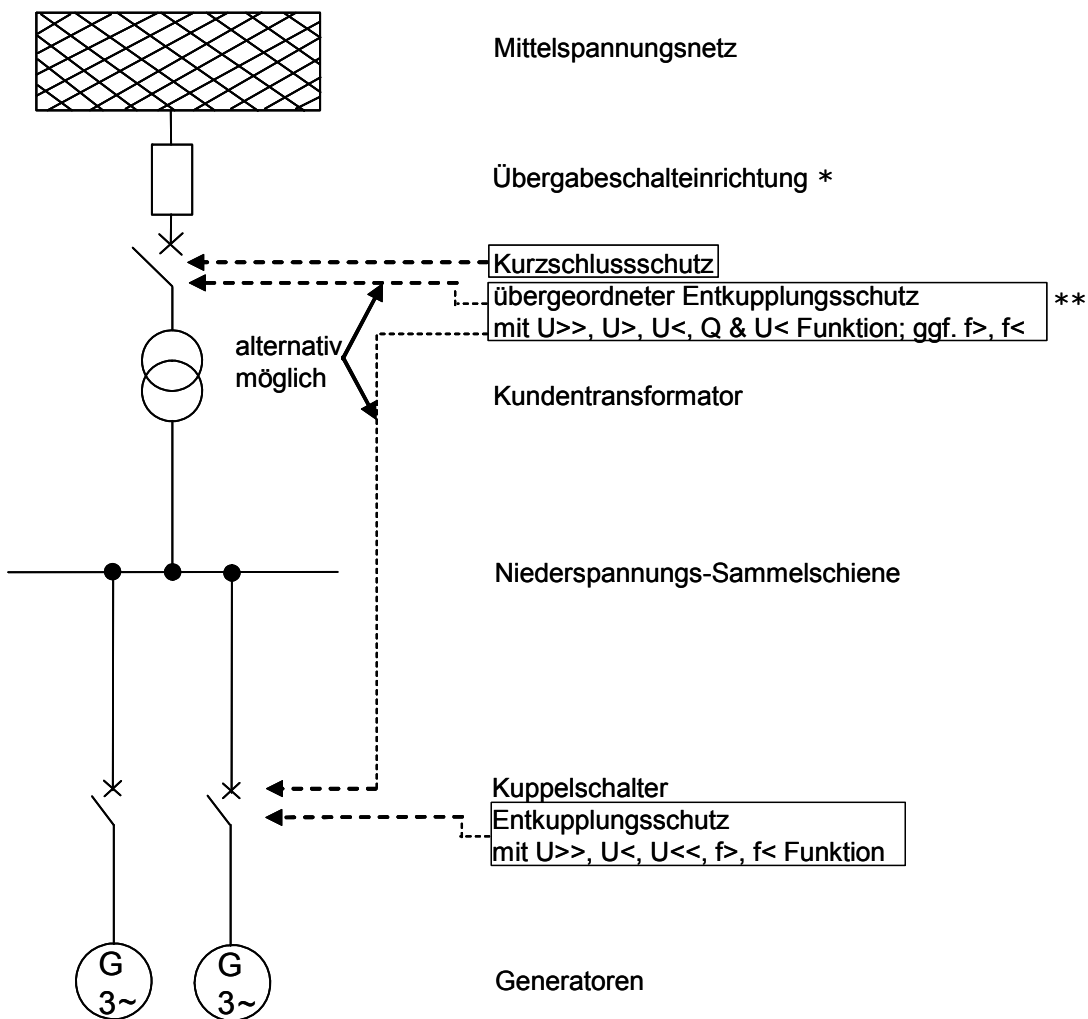 Mittelspannungsnetz
Übergabeschalteinrichtung *
Kurzschlussschutz
übergeordneter Entkupplungsschutz **
mit U>>, U>, U<, Q & U< Funktion; ggf. f>, f<
alternativ
möglich
Kundentransformator
Niederspannungs-Sammelschiene
Kuppelschalter
Entkupplungsschutz
mit U>>, U<, U<<, f>, f< Funktion
G
3~
G
3~
Generatoren